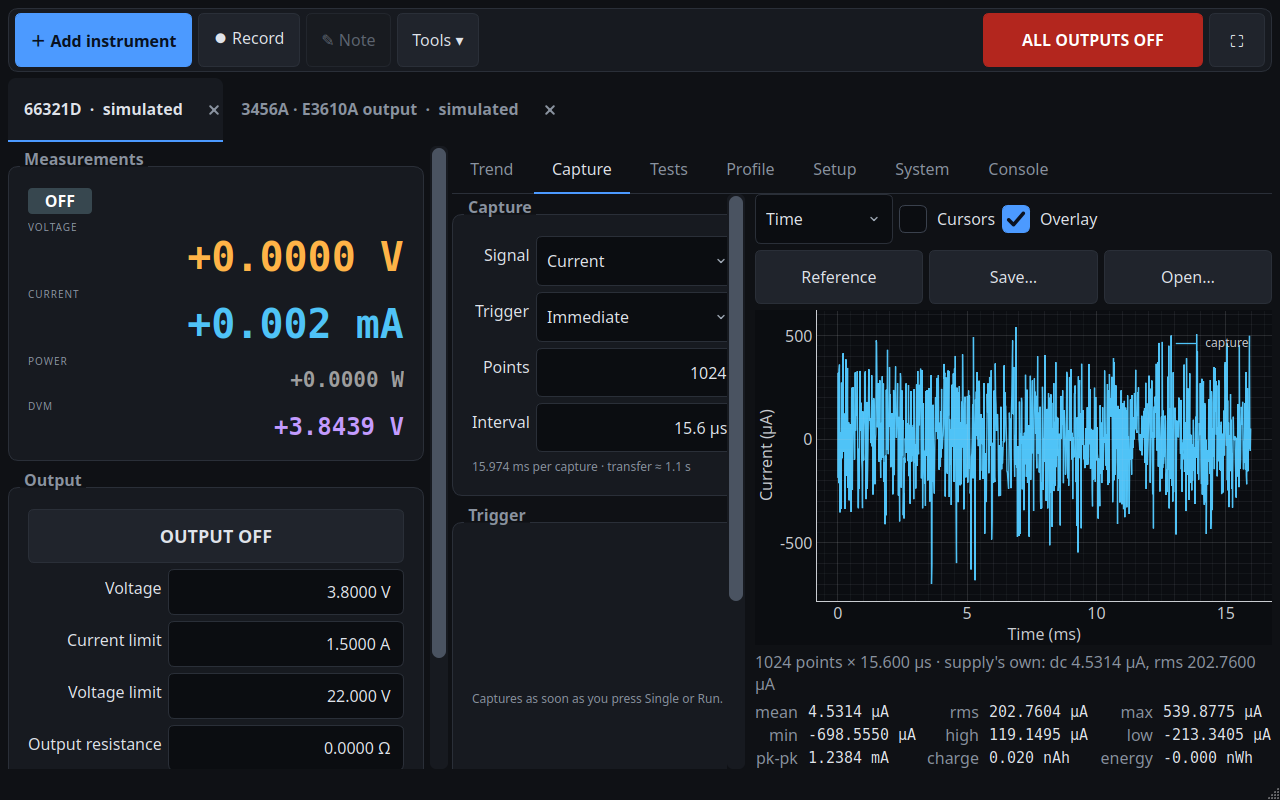 + Add instrument
● Record
✎ Note
Tools ▾
ALL OUTPUTS OFF
66321D · simulated ✕
3456A · E3610A output · simulated ✕
Measurements
OFF
VOLTAGE
+0.0000 V
CURRENT
+0.002 mA
POWER
+0.0000 W
DVM
+3.8439 V
Output
OUTPUT OFF
Voltage 3.8000 V
Current limit 1.5000 A
Voltage limit 22.000 V
Output resistance 0.0000 Ω
Trend Capture Tests Profile Setup System Console
Capture
Signal Current
Trigger Immediate
Points 1024
Interval 15.6 µs
15.974 ms per capture · transfer ≈ 1.1 s
Trigger
Captures as soon as you press Single or Run.
Time Cursors Overlay
Reference Save... Open...
capture
500
0
-500
Current (µA)
0 5 10 15
Time (ms)
1024 points × 15.600 µs · supply's own: dc 4.5314 µA, rms 202.7600
µA
mean 4.5314 µA rms 202.7604 µA max 539.8775 µA
min -698.5550 µA high 119.1495 µA low -213.3405 µA
pk-pk 1.2384 mA charge 0.020 nAh energy -0.000 nWh